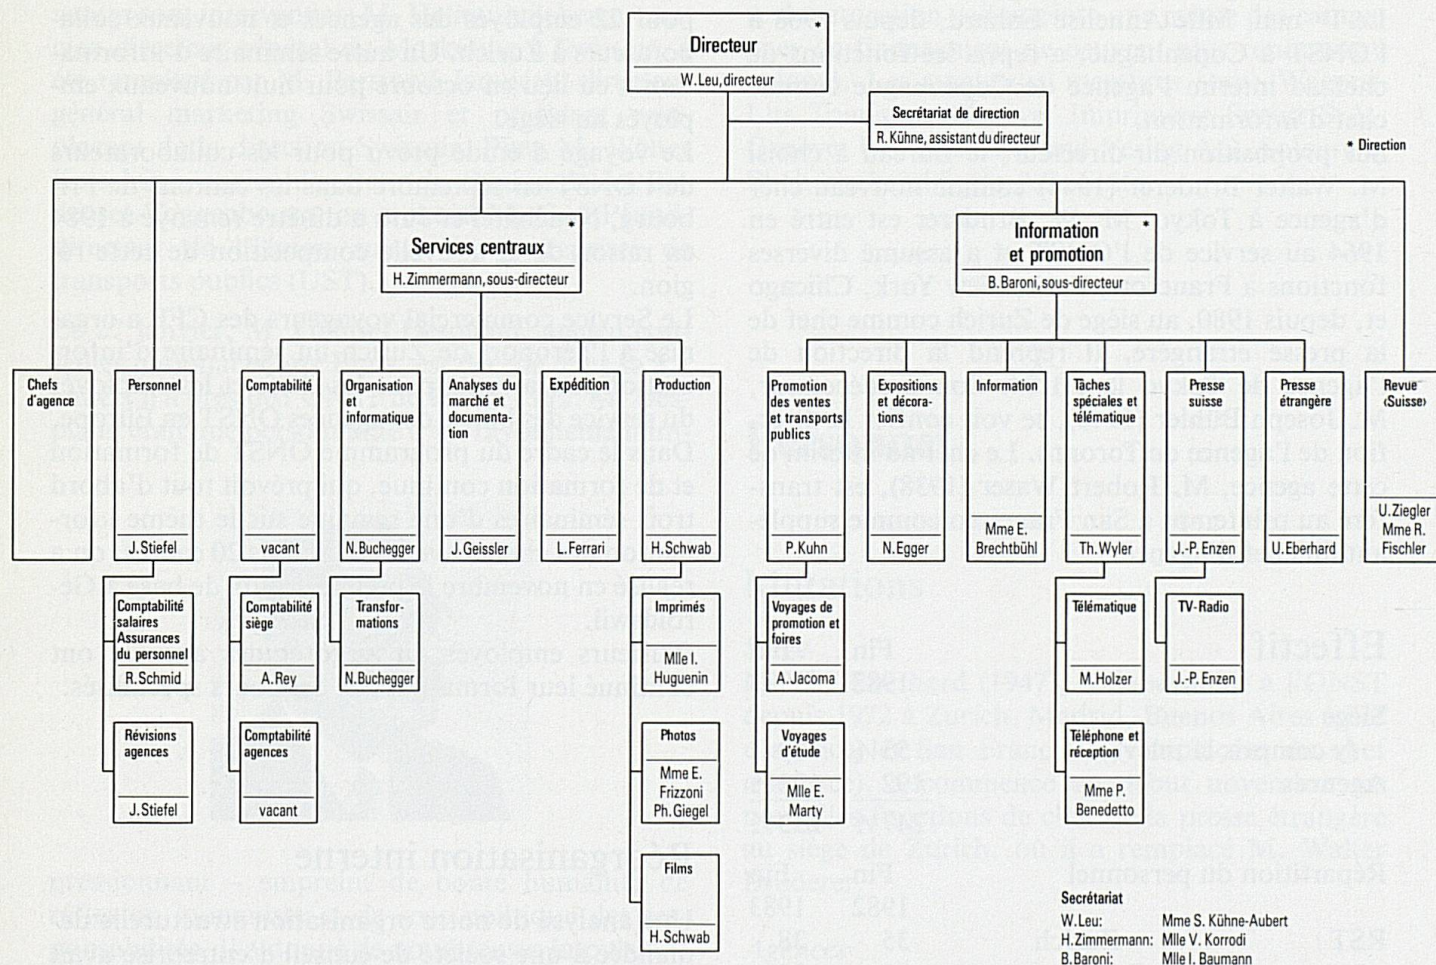 *
Directeur
W. Leu, directeur
Secrétariat de direction
R. Kühne, assistant du directeur
* Direction
*
Services centraux
H. Zimmermann, sous-directeur
*
Information
et promotion
B. Baroni, sous-directeur
Chefs
d'agence
Personnel
J. Stiefel
Comptabilité
vacant
Organisation
et
informatique
N. Buchegger
Analyses du
marché et
documenta-
tion
J. Geissler
Expédition
L. Ferrari
Production
H. Schwab
Promotion
des ventes
et transports
publics
P. Kuhn
Expositions
et décora-
tions
N. Egger
Information
Mme E.
Brechtbühl
Tâches
spéciales et
télématique
Th. Wyler
Presse
suisse
J.-P. Enzen
Presse
étrangère
U. Eberhard
Revue
‹Suisse›
U. Ziegler
Mme R.
Fischler
Comptabilité
salaires
Assurances
du personnel
R. Schmid
Comptabilité
siège
A. Rey
Transfor-
mations
N. Buchegger
Imprimés
Mlle I.
Huguenin
Voyages de
promotion et
foires
A. Jacoma
Télématique
M. Holzer
TV-Radio
J.-P. Enzen
Révisions
agences
J. Stiefel
Comptabilité
agences
vacant
Photos
Mme E.
Frizzoni
Ph. Giegel
Voyages
d'étude
Mlle E.
Marty
Téléphone et
réception
Mme P.
Benedetto
Films
H. Schwab
Secrétariat
W. Leu: Mme S. Kühne-Aubert
H. Zimmermann: Mlle V. Korrodi
B. Baroni: Mlle I. Baumann